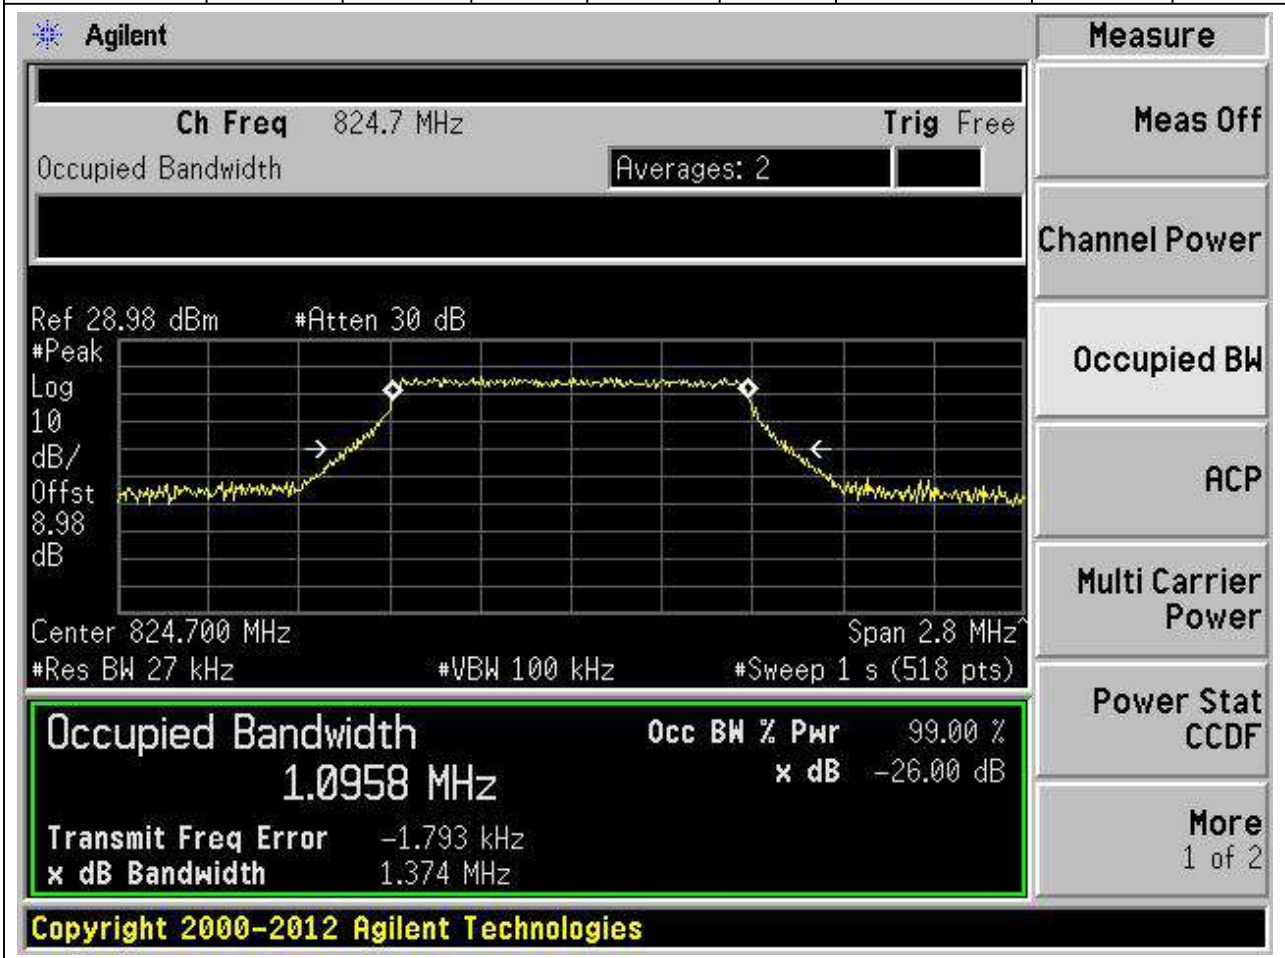 Agilent
Measure
Ch Freq 824.7 MHz Trig Free
Occupied Bandwidth Averages: 2
Meas Off
Channel Power
Ref 28.98 dBm #Atten 30 dB
#Peak
Log
10
dB/
Offst
8.98
dB
Occupied BW
ACP
Center 824.700 MHz Span 2.8 MHz^
#Res BW 27 kHz #VBW 100 kHz #Sweep 1 s (518 pts)
Multi Carrier
Power
Occupied Bandwidth Occ BW % Pwr 99.00 %
1.0958 MHz x dB -26.00 dB
Transmit Freq Error -1.793 kHz
x dB Bandwidth 1.374 MHz
Power Stat
CCDF
More
1 of 2
Copyright 2000-2012 Agilent Technologies